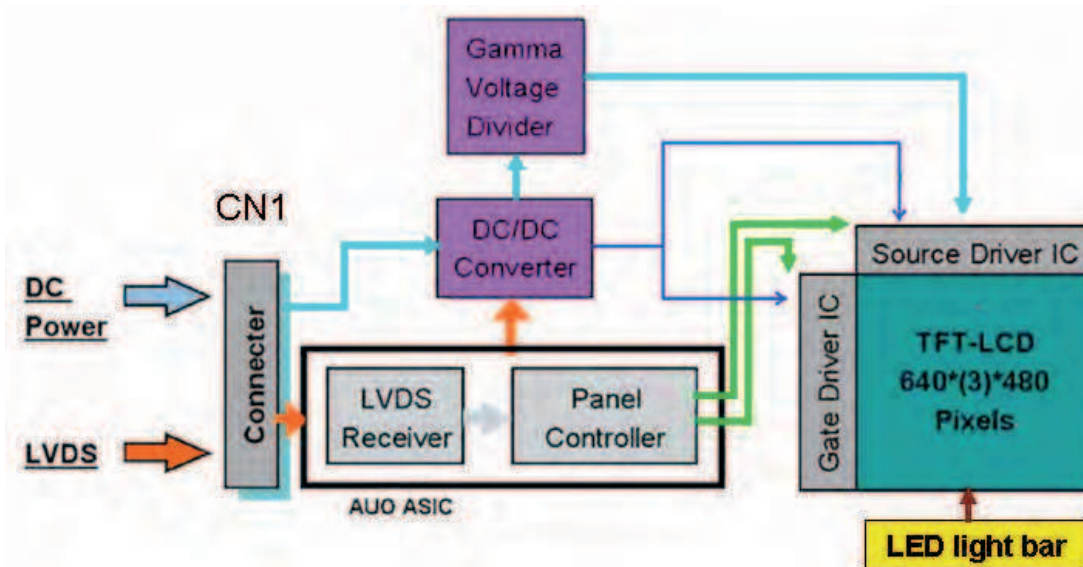 Gamma
Voltage
Divider
CN1
DC/DC
Converter
DC
Power
LVDS
Connecter
LVDS
Receiver
Panel
Controller
AUO ASIC
Source Driver IC
Gate Driver IC
TFT-LCD
640*(3)*480
Pixels
LED light bar